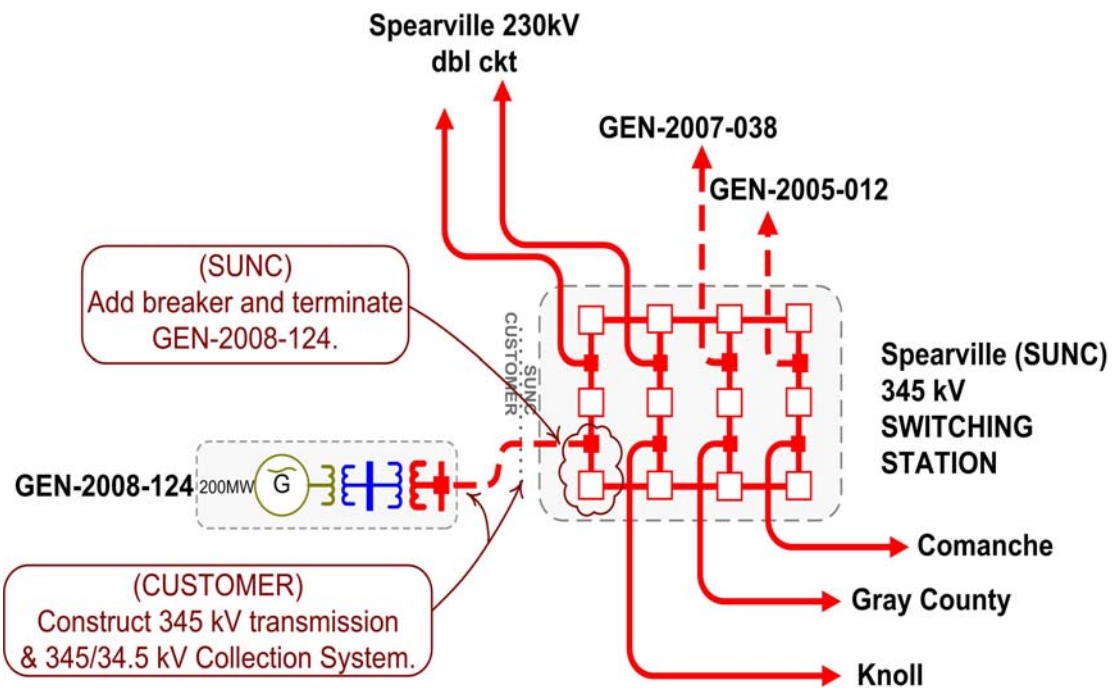 Spearville 230kV
dbl ckt
GEN-2007-038
GEN-2005-012
(SUNC)
Add breaker and terminate
GEN-2008-124.
CUSTOMER
SUNC
Spearville (SUNC)
345 kV
SWITCHING
STATION
GEN-2008-124
200MW
G
Comanche
Gray County
Knoll
(CUSTOMER)
Construct 345 kV transmission
& 345/34.5 kV Collection System.